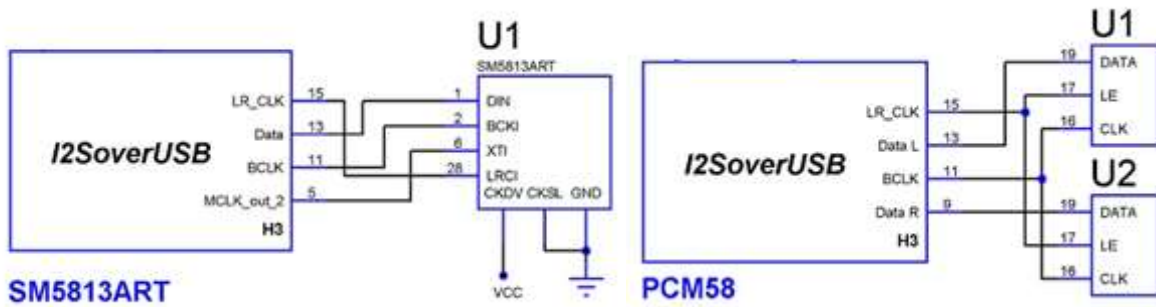 U1
SM5813ART
I2SoverUSB
LR_CLK 15
Data 13
BCLK 11
MCLK_out_2 5
H3
1 DIN
2 BCKI
6 XTI
28 LRCI
CKDV CKSL GND
VCC
SM5813ART
I2SoverUSB
LR_CLK 15
Data L 13
BCLK 11
Data R 9
H3
U1
19 DATA
17 LE
16 CLK
U2
19 DATA
17 LE
16 CLK
PCM58